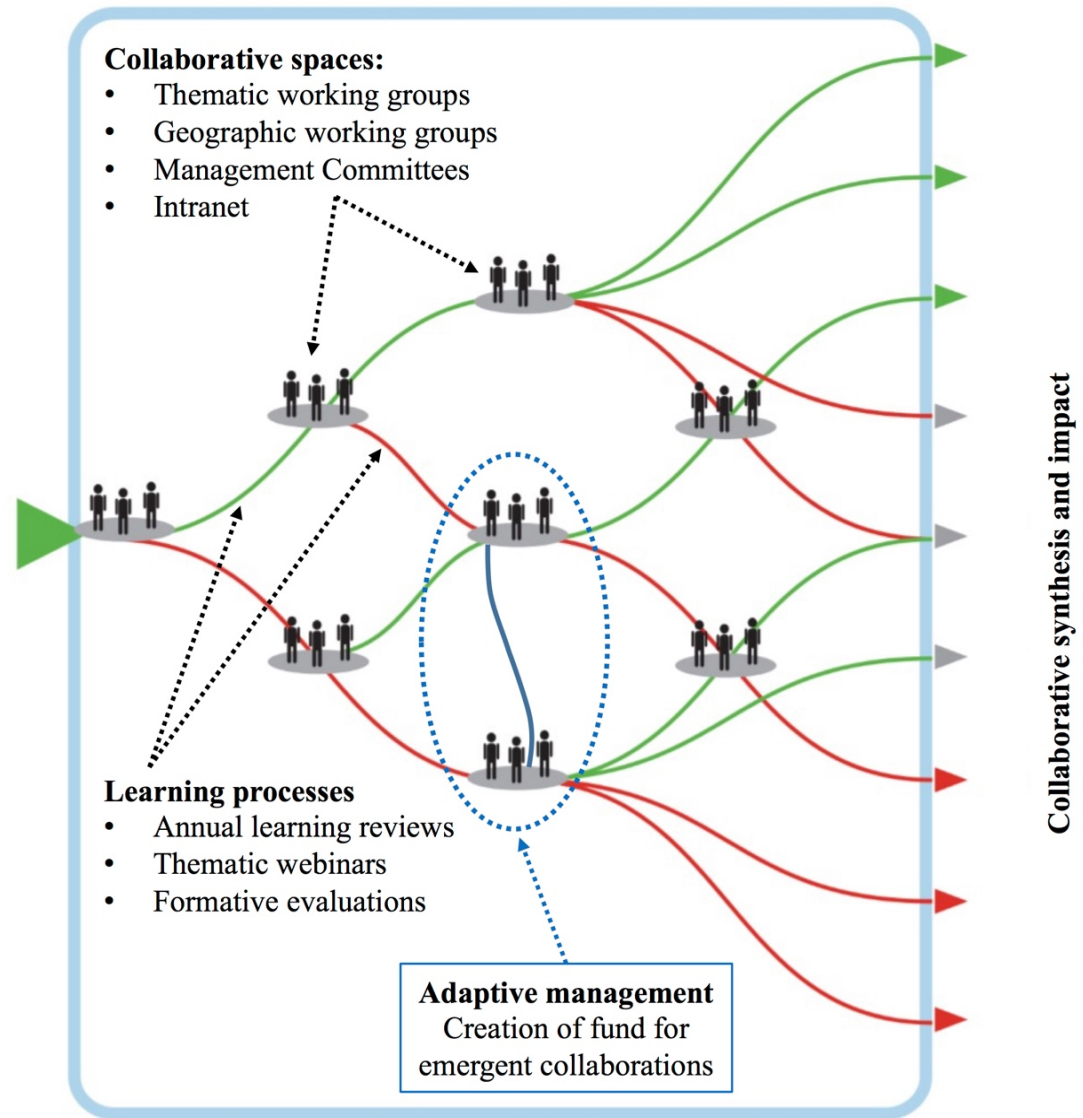 Collaborative spaces:
• Thematic working groups
• Geographic working groups
• Management Committees
• Intranet
Learning processes
• Annual learning reviews
• Thematic webinars
• Formative evaluations
Adaptive management
Creation of fund for
emergent collaborations
Collaborative synthesis and impact